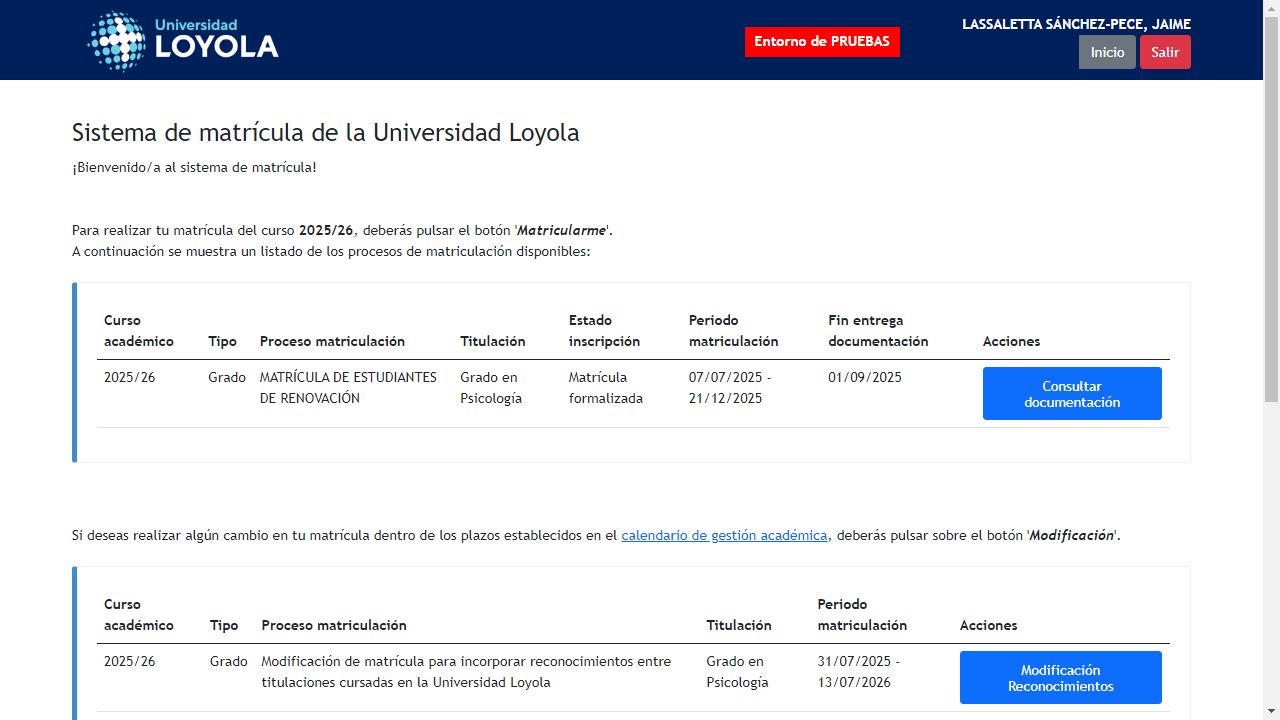 Universidad
LOYOLA
Entorno de PRUEBAS
LASSALETTA SÁNCHEZ-PECE, JAIME
Inicio
Salir
Sistema de matrícula de la Universidad Loyola
¡Bienvenido/a al sistema de matrícula!
Para realizar tu matrícula del curso 2025/26, deberás pulsar el botón 'Matricularme'.
A continuación se muestra un listado de los procesos de matriculación disponibles:
Curso académico
Tipo
Proceso matriculación
Titulación
Estado inscripción
Periodo matriculación
Fin entrega documentación
Acciones
2025/26
Grado
MATRÍCULA DE ESTUDIANTES
DE RENOVACIÓN
Grado en
Psicología
Matrícula
formalizada
07/07/2025 -
21/12/2025
01/09/2025
Consultar
documentación
Si deseas realizar algún cambio en tu matrícula dentro de los plazos establecidos en el calendario de gestión académica, deberás pulsar sobre el botón 'Modificación'.
Curso
académico
Tipo
Proceso matriculación
Titulación
Periodo
matriculación
Acciones
2025/26
Grado
Modificación de matrícula para incorporar reconocimientos entre
titulaciones cursadas en la Universidad Loyola
Grado en
Psicología
31/07/2025 -
13/07/2026
Modificación
Reconocimientos